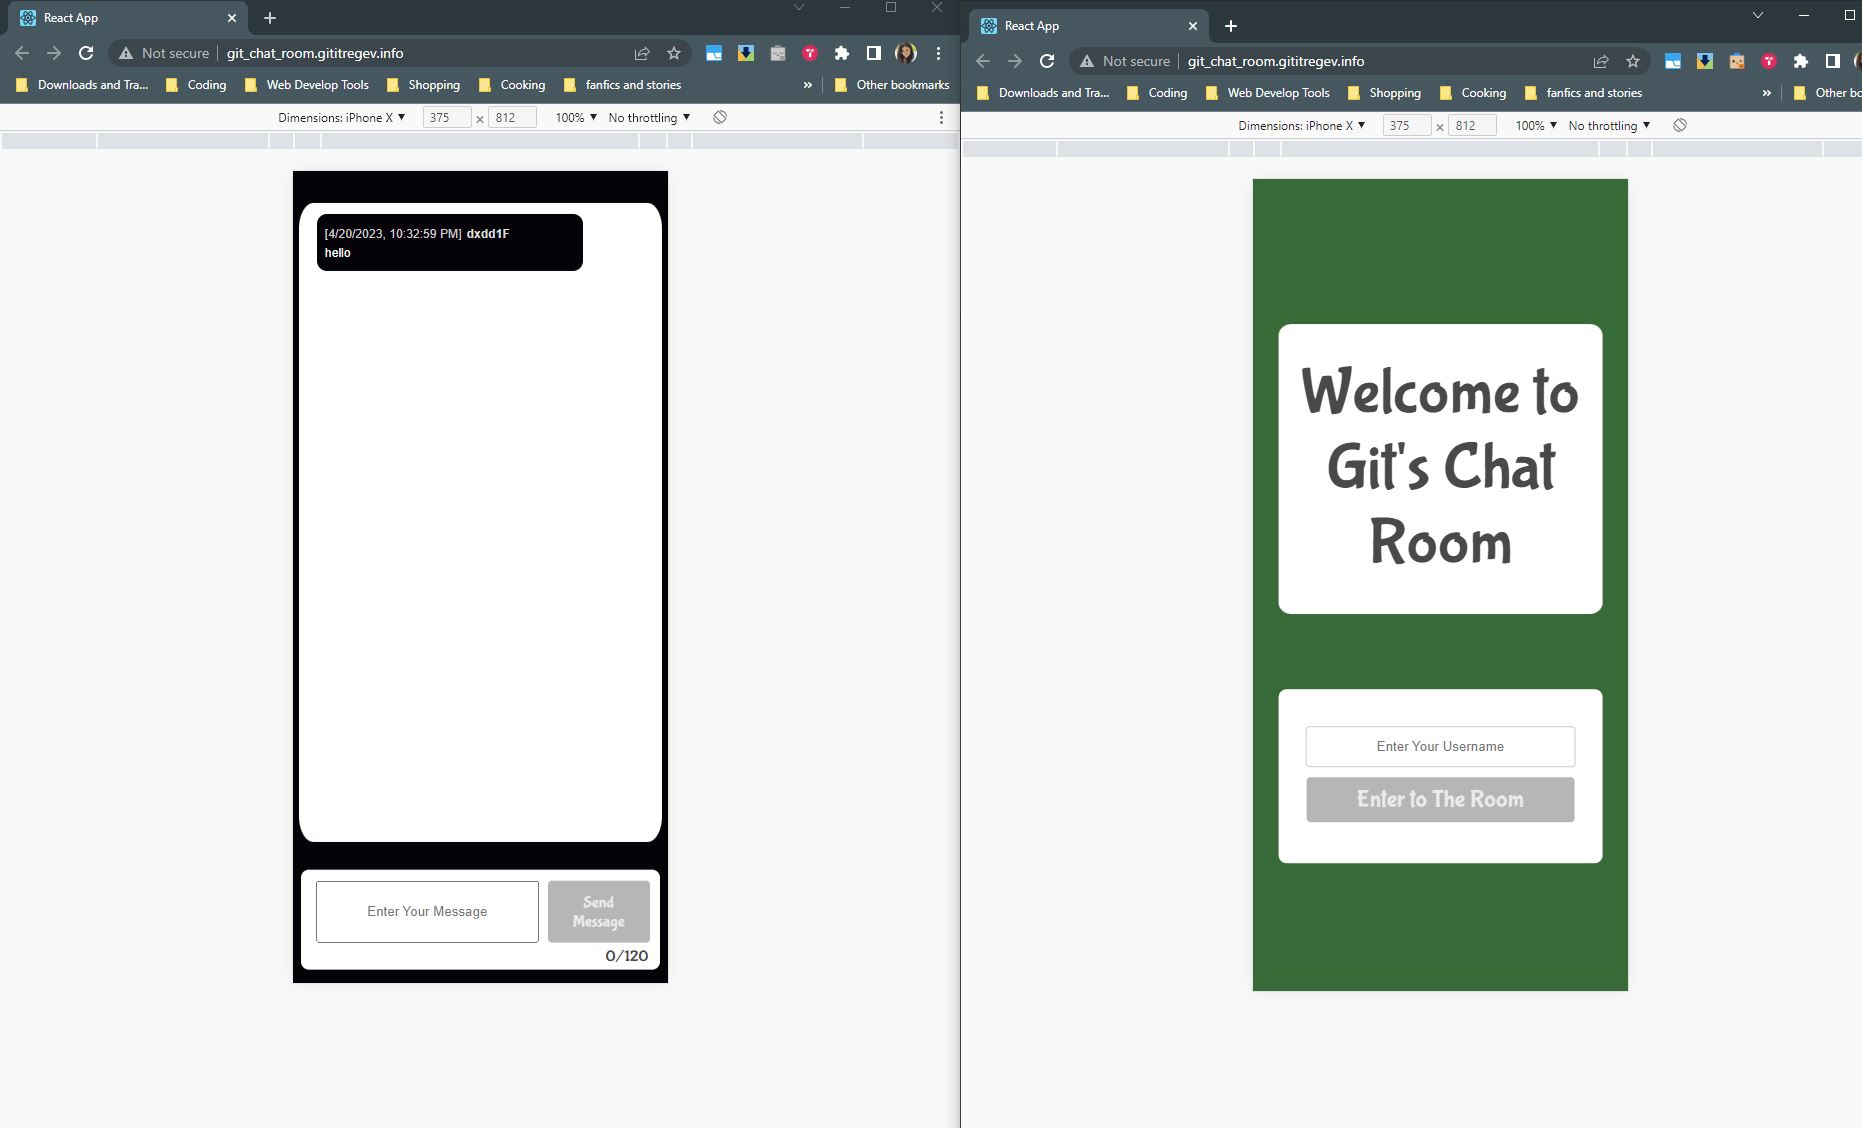 React App
Not secure
git_chat_room.gititregev.info
Downloads and Tra...
Coding
Web Develop Tools
Shopping
Cooking
fanfics and stories
»
Other bookmarks
Dimensions: iPhone X ▼ 375 × 812 100% ▼ No throttling ▼
[4/20/2023, 10:32:59 PM] dxdd1F
hello
Enter Your Message
Send
Message
0/120
React App
Not secure
git_chat_room.gititregev.info
Downloads and Tra...
Coding
Web Develop Tools
Shopping
Cooking
fanfics and stories
»
Other bo
Dimensions: iPhone X ▼ 375 × 812 100% ▼ No throttling ▼
Welcome to
Git's Chat
Room
Enter Your Username
Enter to The Room